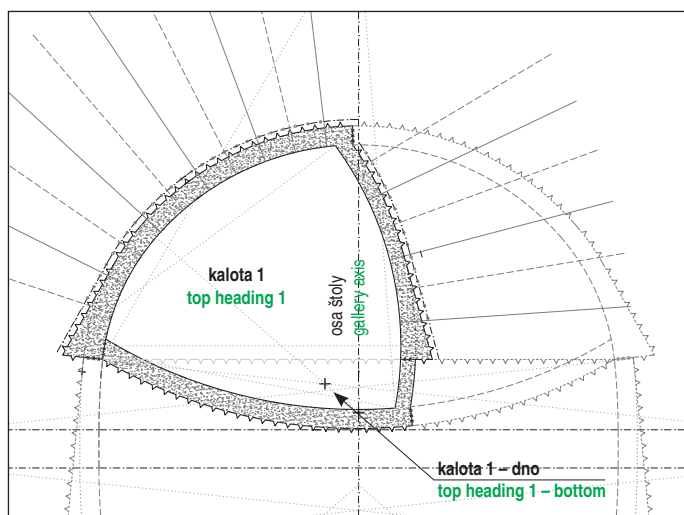 kalota 1
top heading 1
osa štoly
gallery axis
kalota 1 – dno
top heading 1 – bottom